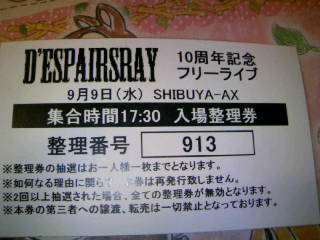 D'ESPAIRSRAY 10周年記念
フリーライブ
9月9日(水) SHIBUYA-AX
集合時間17:30 入場整理券
整理番号 913
※整理券の抽選はお一人様一枚までとなります。
※如何なる理由に関らず 券は再発行致しません。
※2回以上抽選された場合、全ての整理券が無効となります。
※本券の第三者への譲渡、転売は一切禁止となっております。